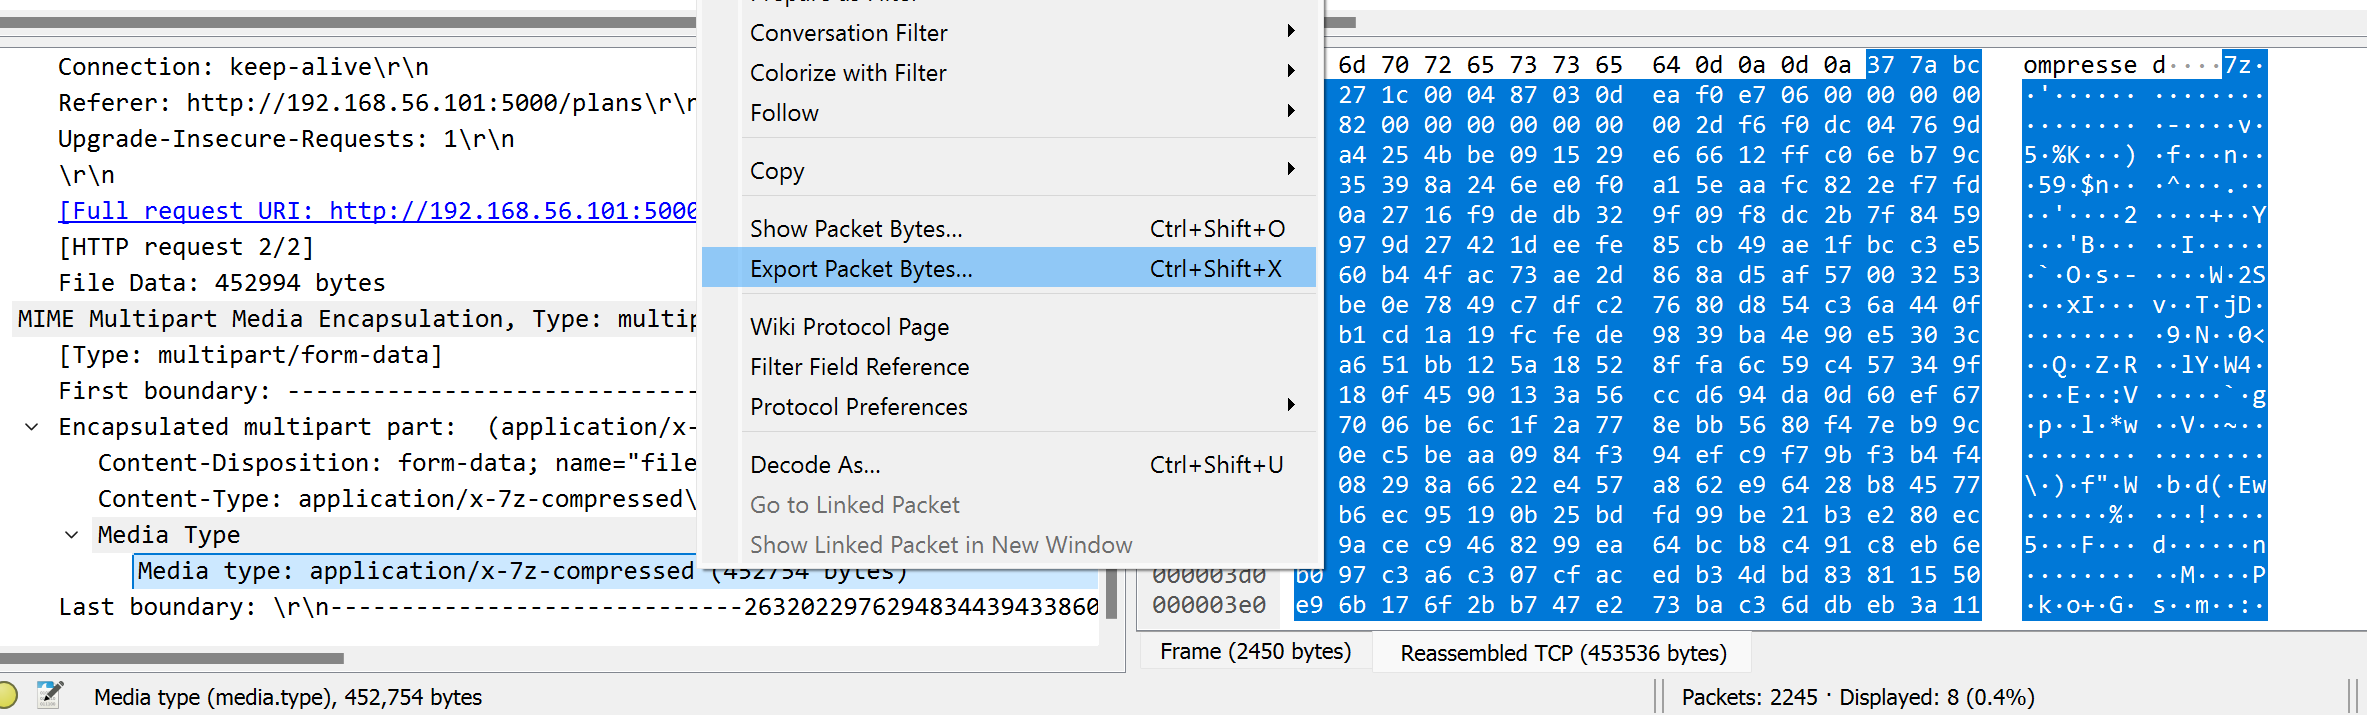 Connection: keep-alive\r\n
Referer: http://192.168.56.101:5000/plans\r\r
Upgrade-Insecure-Requests: 1\r\n
\r\n
[Full request URI: http://192.168.56.101:5000
[HTTP request 2/2]
File Data: 452994 bytes
MIME Multipart Media Encapsulation, Type: multip
[Type: multipart/form-data]
First boundary: -----------------------------
Encapsulated multipart part:  (application/x-
Content-Disposition: form-data; name="file
Content-Type: application/x-7z-compressed\
Media Type
Media type: application/x-7z-compressed (452754 bytes)
Last boundary: \r\n-----------------------------2632022976294834439433860
Prepare as Filter
Conversation Filter
Colorize with Filter
Follow
Copy
Show Packet Bytes... Ctrl+Shift+O
Export Packet Bytes... Ctrl+Shift+X
Wiki Protocol Page
Filter Field Reference
Protocol Preferences
Decode As... Ctrl+Shift+U
Go to Linked Packet
Show Linked Packet in New Window
6d 70 72 65 73 73 65  64 0d 0a 0d 0a 37 7a bc  ompresse d····7z·
27 1c 00 04 87 03 0d  ea f0 e7 06 00 00 00 00  ·'······ ········
82 00 00 00 00 00 00  00 2d f6 f0 dc 04 76 9d  ········ ·-····v·
a4 25 4b be 09 15 29  e6 66 12 ff c0 6e b7 9c  5·%K···) ·f···n··
35 39 8a 24 6e e0 f0  a1 5e aa fc 82 2e f7 fd  ·59·$n·· ·^···.··
0a 27 16 f9 de db 32  9f 09 f8 dc 2b 7f 84 59  ··'····2 ····+··Y
97 9d 27 42 1d ee fe  85 cb 49 ae 1f bc c3 e5  ···'B··· ··I·····
60 b4 4f ac 73 ae 2d  86 8a d5 af 57 00 32 53  ·`·O·s·- ····W·2S
be 0e 78 49 c7 df c2  76 80 d8 54 c3 6a 44 0f  ···xI··· v··T·jD·
b1 cd 1a 19 fc fe de  98 39 ba 4e 90 e5 30 3c  ········ ·9·N··0<
a6 51 bb 12 5a 18 52  8f fa 6c 59 c4 57 34 9f  ··Q··Z·R ··lY·W4·
18 0f 45 90 13 3a 56  cc d6 94 da 0d 60 ef 67  ···E··:V ·····`·g
70 06 be 6c 1f 2a 77  8e bb 56 80 f4 7e b9 9c  ·p··l·*w ··V··~··
0e c5 be aa 09 84 f3  94 ef c9 f7 9b f3 b4 f4  ········ ········
08 29 8a 66 22 e4 57  a8 62 e9 64 28 b8 45 77  \·)·f"·W ·b·d(·Ew
b6 ec 95 19 0b 25 bd  fd 99 be 21 b3 e2 80 ec  ······%· ···!····
9a ce c9 46 82 99 ea  64 bc b8 c4 91 c8 eb 6e  5···F··· d······n
000003d0  b0 97 c3 a6 c3 07 cf ac  ed b3 4d bd 83 81 15 50  ········ ··M····P
000003e0  e9 6b 17 6f 2b b7 47 e2  73 ba c3 6d db eb 3a 11  ·k·o+·G· s··m··:·
Frame (2450 bytes) Reassembled TCP (453536 bytes)
Media type (media.type), 452,754 bytes
Packets: 2245 · Displayed: 8 (0.4%)